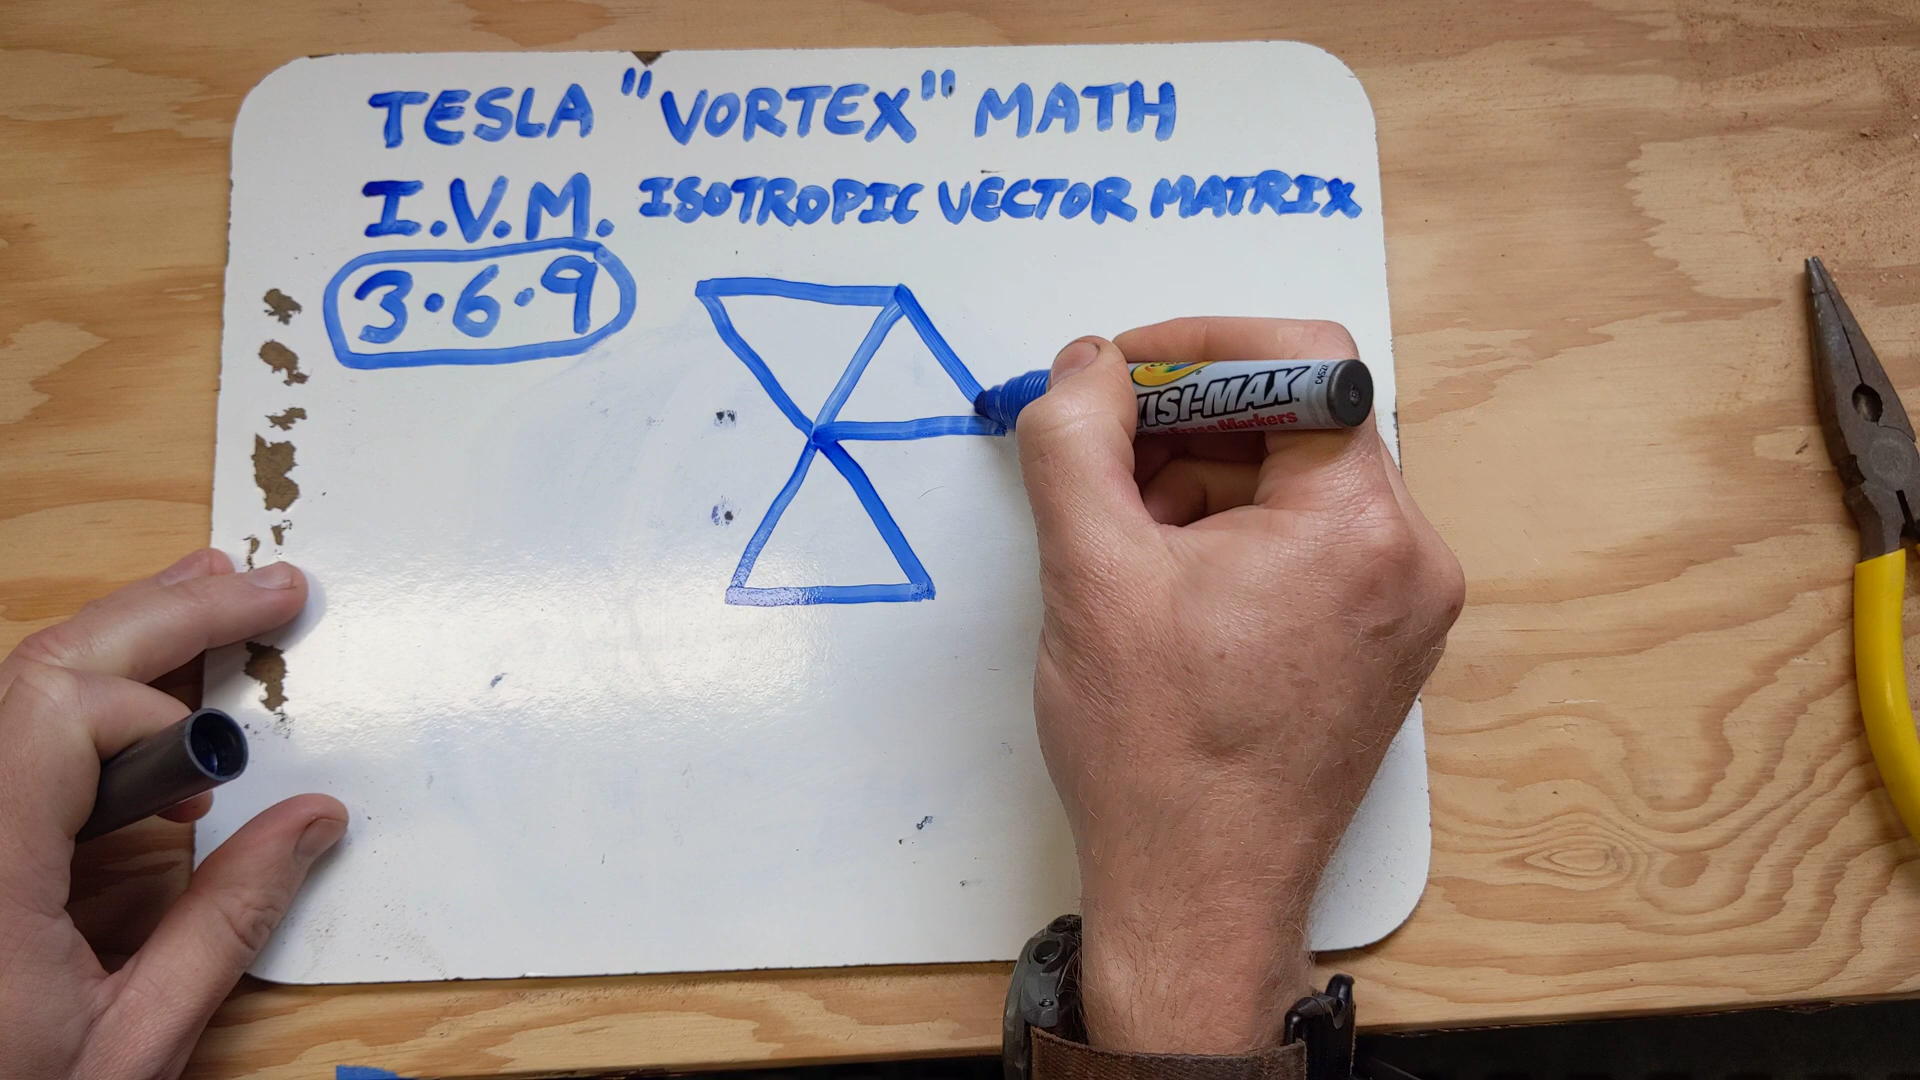 TESLA "VORTEX" MATH
I.V.M. ISOTROPIC VECTOR MATRIX
3·6·9
VISI-MAX
Markers